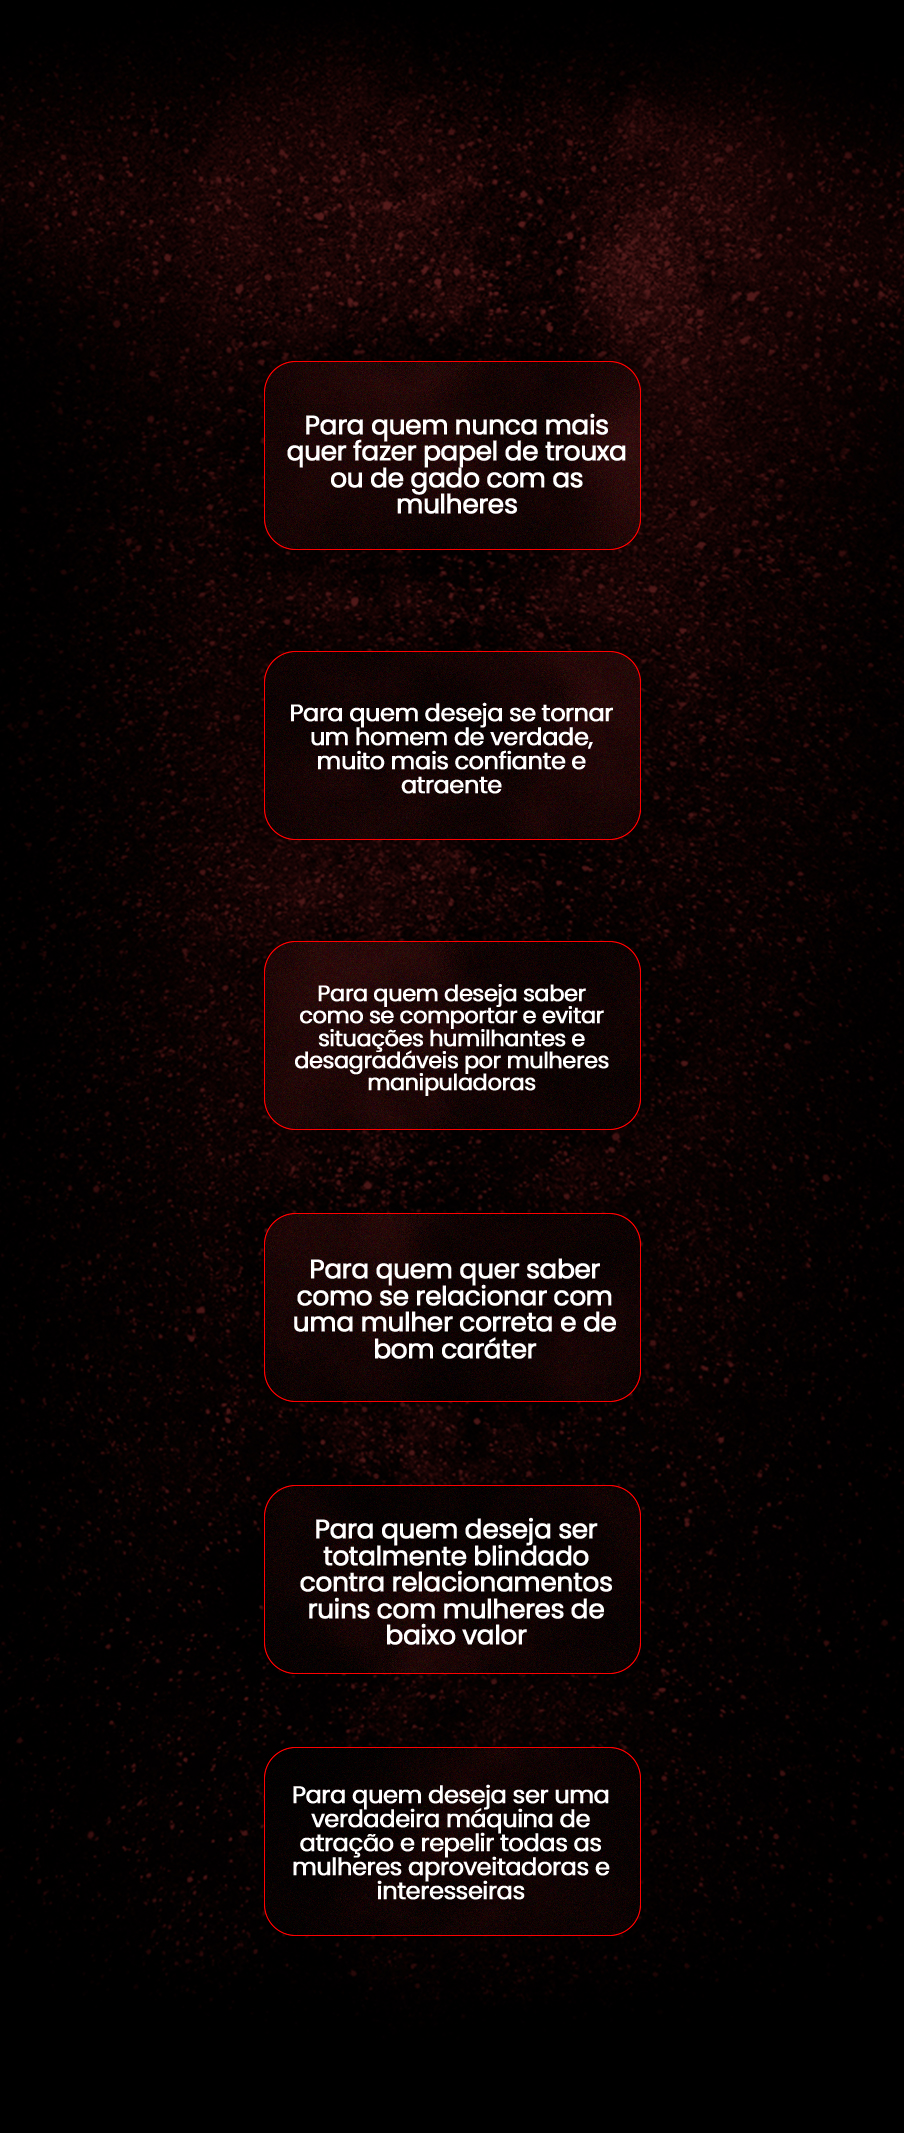 Para quem nunca mais
quer fazer papel de trouxa
ou de gado com as
mulheres
Para quem deseja se tornar
um homem de verdade,
muito mais confiante e
atraente
Para quem deseja saber
como se comportar e evitar
situações humilhantes e
desagradáveis por mulheres
manipuladoras
Para quem quer saber
como se relacionar com
uma mulher correta e de
bom caráter
Para quem deseja ser
totalmente blindado
contra relacionamentos
ruins com mulheres de
baixo valor
Para quem deseja ser uma
verdadeira máquina de
atração e repelir todas as
mulheres aproveitadoras e
interesseiras